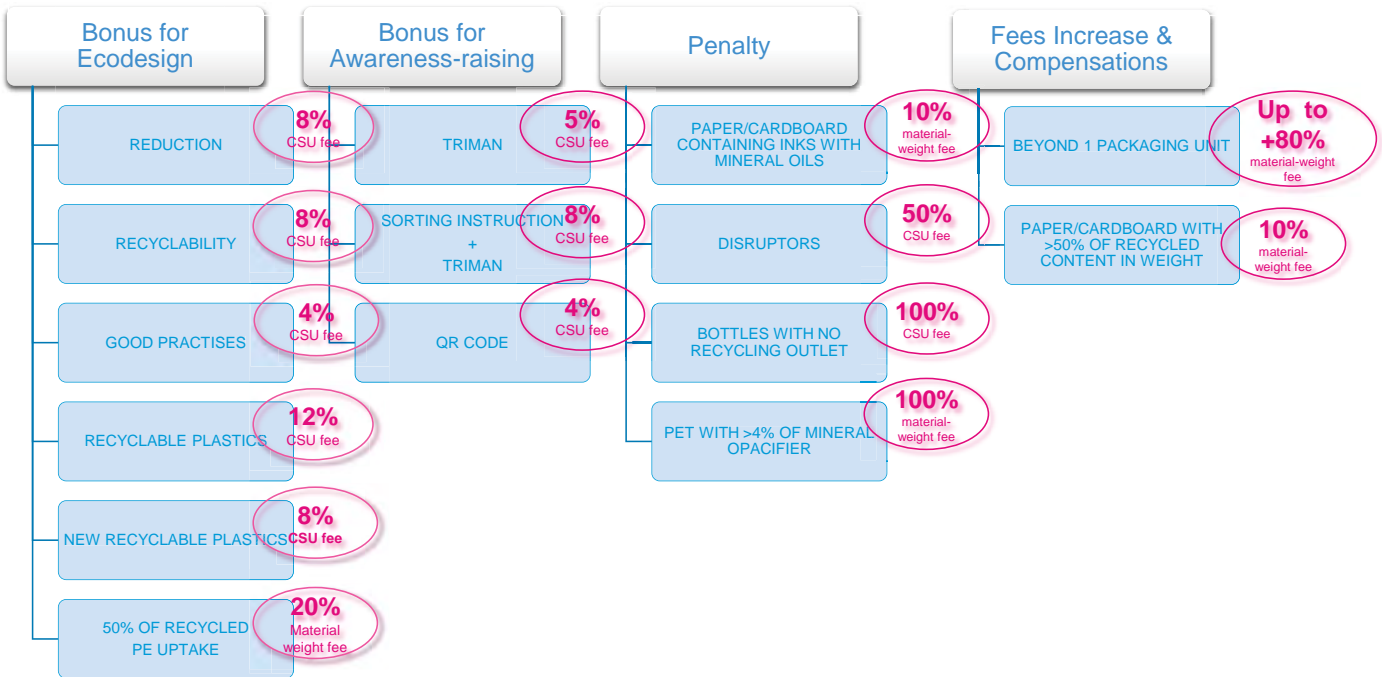 Bonus for
Ecodesign
REDUCTION
8%
CSU fee
RECYCLABILITY
8%
CSU fee
GOOD PRACTISES
4%
CSU fee
RECYCLABLE PLASTICS
12%
CSU fee
NEW RECYCLABLE PLASTICS
8%
CSU fee
50% OF RECYCLED
PE UPTAKE
20%
Material
weight fee
Bonus for
Awareness-raising
TRIMAN
5%
CSU fee
SORTING INSTRUCTION
+
TRIMAN
8%
CSU fee
QR CODE
4%
CSU fee
Penalty
PAPER/CARDBOARD
CONTAINING INKS WITH
MINERAL OILS
10%
material-
weight fee
DISRUPTORS
50%
CSU fee
BOTTLES WITH NO
RECYCLING OUTLET
100%
CSU fee
PET WITH >4% OF MINERAL
OPACIFIER
100%
material-
weight fee
Fees Increase &
Compensations
BEYOND 1 PACKAGING UNIT
Up to
+80%
material-weight
fee
PAPER/CARDBOARD WITH
>50% OF RECYCLED
CONTENT IN WEIGHT
10%
material-
weight fee